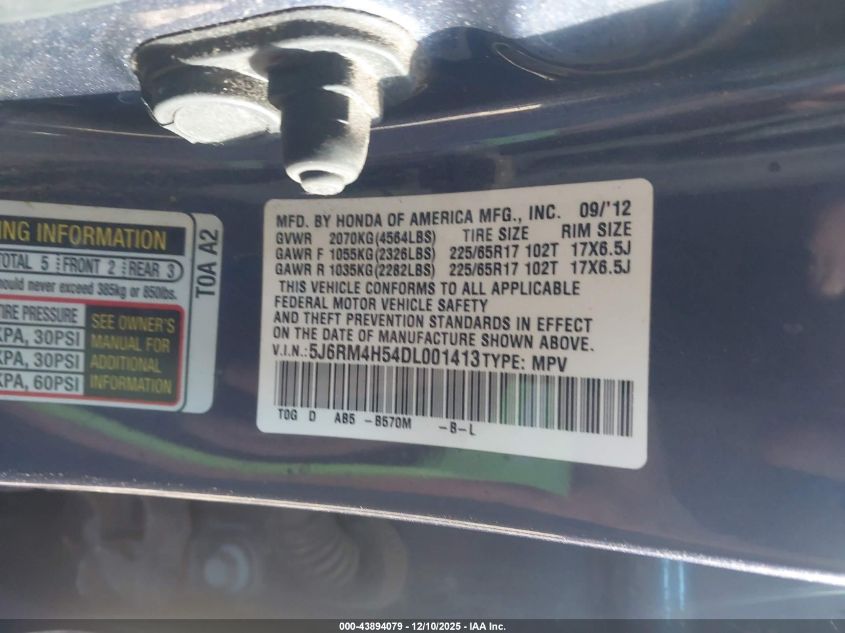 NG INFORMATION
TOTAL 5 FRONT 2 REAR 3
should never exceed 385kg or 850lbs.
TIRE PRESSURE
KPA, 30PSI
KPA, 30PSI
KPA, 60PSI
SEE OWNER'S
MANUAL FOR
ADDITIONAL
INFORMATION
T0A A2
MFD. BY HONDA OF AMERICA MFG., INC. 09/'12
GVWR 2070KG(4564LBS) TIRE SIZE RIM SIZE
GAWR F 1055KG(2326LBS) 225/65R17 102T 17X6.5J
GAWR R 1035KG(2282LBS) 225/65R17 102T 17X6.5J
THIS VEHICLE CONFORMS TO ALL APPLICABLE
FEDERAL MOTOR VEHICLE SAFETY
AND THEFT PREVENTION STANDARDS IN EFFECT
ON THE DATE OF MANUFACTURE SHOWN ABOVE.
V.I.N.: 5J6RM4H54DL001413 TYPE: MPV
T0G D AB5 -B570M -B-L
000-43894079 - 12/10/2025 - IAA Inc.